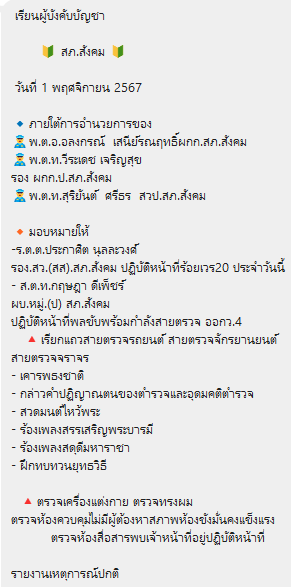 เรียนผู้บังคับบัญชา
🔰 สภ.สังคม 🔰
วันที่ 1 พฤศจิกายน 2567
🔹ภายใต้การอำนวยการของ
👮พ.ต.อ.อลงกรณ์ เสนีย์รณฤทธิ์ผกก.สภ.สังคม
👮พ.ต.ท.วีระเดช เจริญสุข
รอง ผกก.ป.สภ.สังคม
👮พ.ต.ท.สุริยันต์ ศรีธร สวป.สภ.สังคม
🔸มอบหมายให้
-ร.ต.ต.ประกาศิต นุลละวงศ์
รอง.สว.(สส).สภ.สังคม ปฏิบัติหน้าที่ร้อยเวร20 ประจำวันนี้
- ส.ต.ท.กฤษฎา ดีเพ็ชร์
ผบ.หมู่.(ป) สภ.สังคม
ปฏิบัติหน้าที่พลขับพร้อมกำลังสายตรวจ ออกว.4
🔺เรียกแถวสายตรวจรถยนต์ สายตรวจจักรยานยนต์
สายตรวจจราจร
- เคารพธงชาติ
- กล่าวคำปฏิญาณตนของตำรวจและอุดมคติตำรวจ
- สวดมนต์ไหว้พระ
- ร้องเพลงสรรเสริญพระบารมี
- ร้องเพลงสดุดีมหาราชา
- ฝึกทบทวนยุทธวิธี
🔺ตรวจเครื่องแต่งกาย ตรวจทรงผม
ตรวจห้องควบคุมไม่มีผู้ต้องหาสภาพห้องขังมั่นคงแข็งแรง
ตรวจห้องสื่อสารพบเจ้าหน้าที่อยู่ปฏิบัติหน้าที่
รายงานเหตุการณ์ปกติ